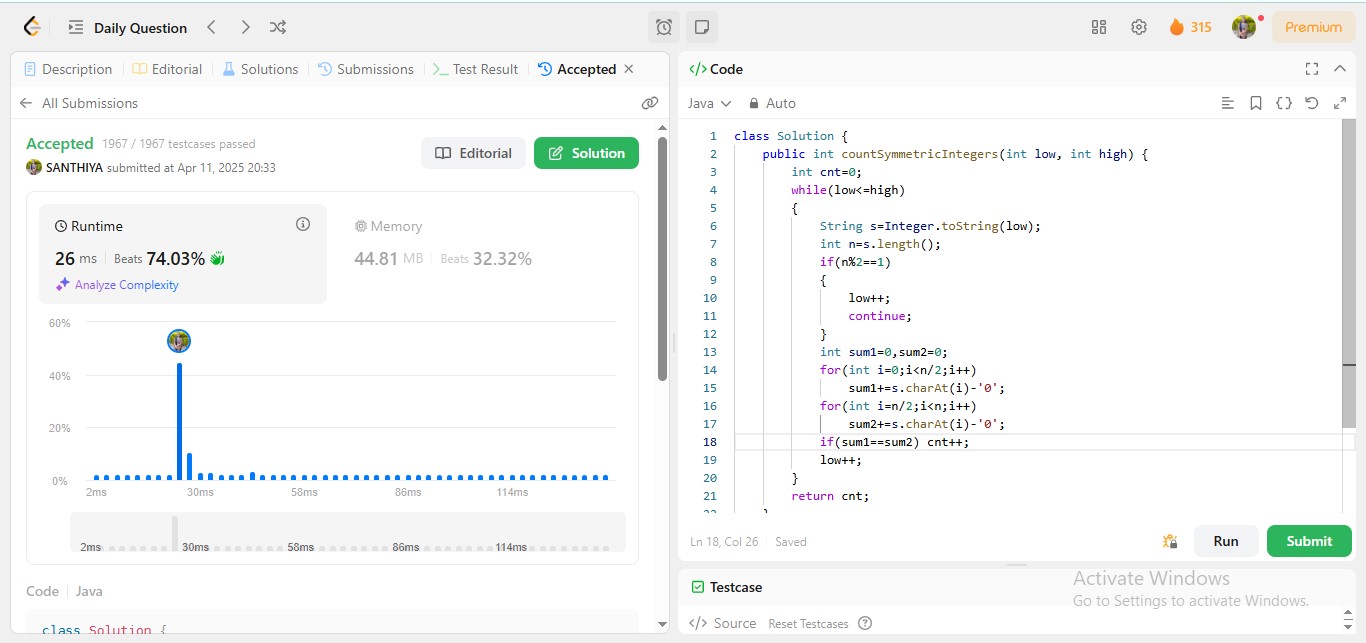 Daily Question
315
Premium
Description
Editorial
Solutions
Submissions
>_ Test Result
Accepted
All Submissions
Accepted 1967 / 1967 testcases passed
SANTHIYA submitted at Apr 11, 2025 20:33
Editorial
Solution
Runtime
26 ms Beats 74.03%
Analyze Complexity
Memory
44.81 MB Beats 32.32%
60%
40%
20%
0%
2ms 30ms 58ms 86ms 114ms
2ms 30ms 58ms 86ms 114ms
Code Java
class Solution {
</> Code
Java Auto
1 class Solution {
2 public int countSymmetricIntegers(int low, int high) {
3 int cnt=0;
4 while(low<=high)
5 {
6 String s=Integer.toString(low);
7 int n=s.length();
8 if(n%2==1)
9 {
10 low++;
11 continue;
12 }
13 int sum1=0,sum2=0;
14 for(int i=0;i<n/2;i++)
15 sum1+=s.charAt(i)-'0';
16 for(int i=n/2;i<n;i++)
17 sum2+=s.charAt(i)-'0';
18 if(sum1==sum2) cnt++;
19 low++;
20 }
21 return cnt;
Ln 18, Col 26 Saved
Run
Submit
Testcase
</> Source Reset Testcases
Activate Windows
Go to Settings to activate Windows.